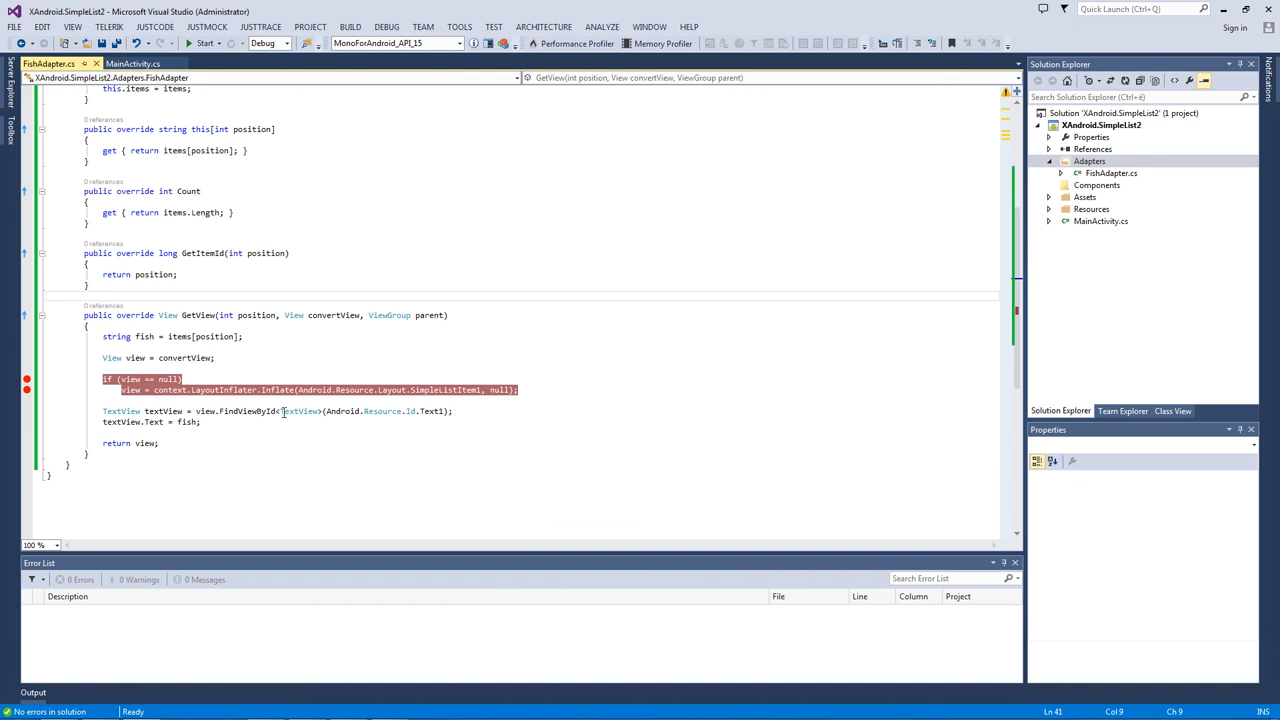 XAndroid.SimpleList2 - Microsoft Visual Studio (Administrator)
Quick Launch (Ctrl+Q)
FILE EDIT VIEW TELERIK JUSTCODE JUSTMOCK JUSTTRACE PROJECT BUILD DEBUG TEAM TOOLS TEST ARCHITECTURE ANALYZE WINDOW HELP
Sign in
Start Debug MonoForAndroid_API_15 Performance Profiler Memory Profiler
Server Explorer
Toolbox
Notifications
FishAdapter.cs MainActivity.cs
XAndroid.SimpleList2.Adapters.FishAdapter GetView(int position, View convertView, ViewGroup parent)
this.items = items;
}
0 references
public override string this[int position]
{
get { return items[position]; }
}
0 references
public override int Count
{
get { return items.Length; }
}
0 references
public override long GetItemId(int position)
{
return position;
}
0 references
public override View GetView(int position, View convertView, ViewGroup parent)
{
string fish = items[position];
View view = convertView;
if (view == null)
view = context.LayoutInflater.Inflate(Android.Resource.Layout.SimpleListItem1, null);
TextView textView = view.FindViewById<TextView>(Android.Resource.Id.Text1);
textView.Text = fish;
return view;
}
}
}
100 %
Solution Explorer
Search Solution Explorer (Ctrl+é)
Solution 'XAndroid.SimpleList2' (1 project)
XAndroid.SimpleList2
Properties
References
Adapters
FishAdapter.cs
Components
Assets
Resources
MainActivity.cs
Solution Explorer Team Explorer Class View
Properties
Error List
0 Errors 0 Warnings 0 Messages
Search Error List
Description File Line Column Project
Output
No errors in solution Ready Ln 41 Col 9 Ch 9 INS